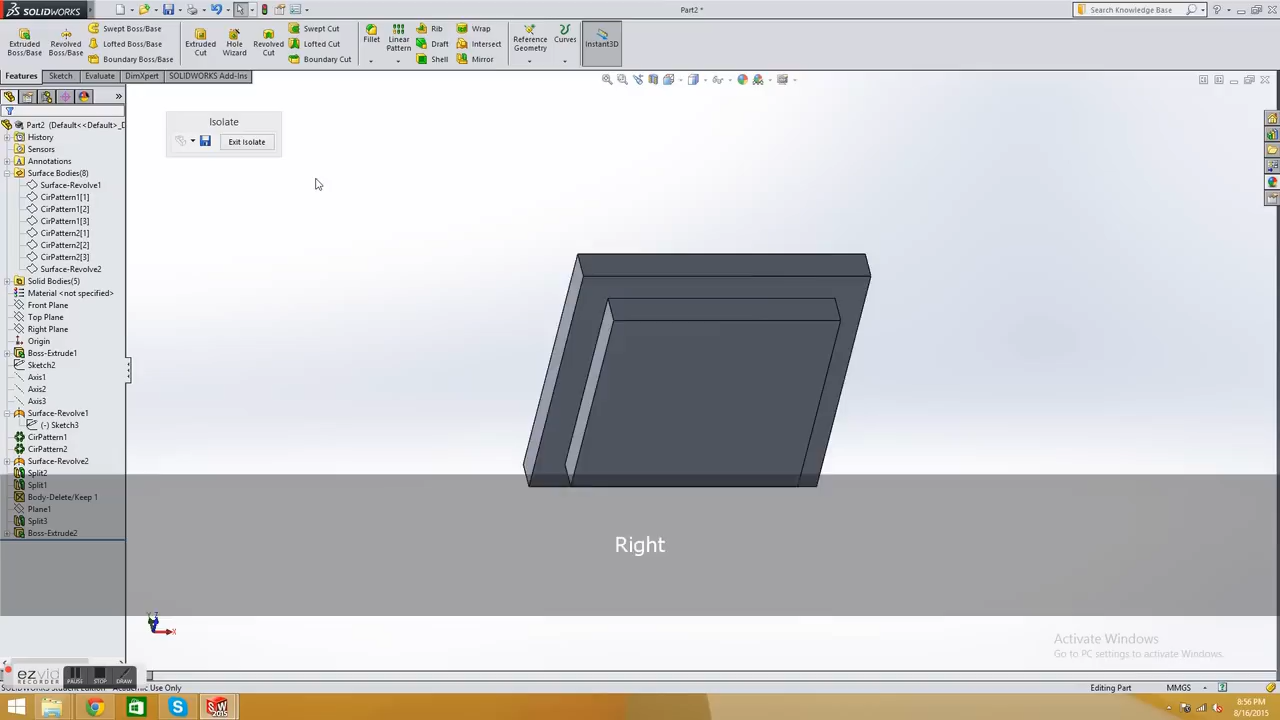 SOLIDWORKS
Part2 *
Search Knowledge Base
Extruded Boss/Base
Revolved Boss/Base
Swept Boss/Base
Lofted Boss/Base
Boundary Boss/Base
Extruded Cut
Hole Wizard
Revolved Cut
Swept Cut
Lofted Cut
Boundary Cut
Fillet
Linear Pattern
Rib
Draft
Shell
Wrap
Intersect
Mirror
Reference Geometry
Curves
Instant3D
Features
Sketch
Evaluate
DimXpert
SOLIDWORKS Add-Ins
Part2 (Default<<Default>_D
History
Sensors
Annotations
Surface Bodies(8)
Surface-Revolve1
CirPattern1[1]
CirPattern1[2]
CirPattern1[3]
CirPattern2[1]
CirPattern2[2]
CirPattern2[3]
Surface-Revolve2
Solid Bodies(5)
Material <not specified>
Front Plane
Top Plane
Right Plane
Origin
Boss-Extrude1
Sketch2
Axis1
Axis2
Axis3
Surface-Revolve1
(-) Sketch3
CirPattern1
CirPattern2
Surface-Revolve2
Split2
Split1
Body-Delete/Keep 1
Plane1
Split3
Boss-Extrude2
Isolate
Exit Isolate
Right
X
Activate Windows
Go to PC settings to activate Windows.
ezvid
RECORDER
PAUSE
STOP
DRAW
Editing Part
MMGS
8:56 PM
8/16/2015